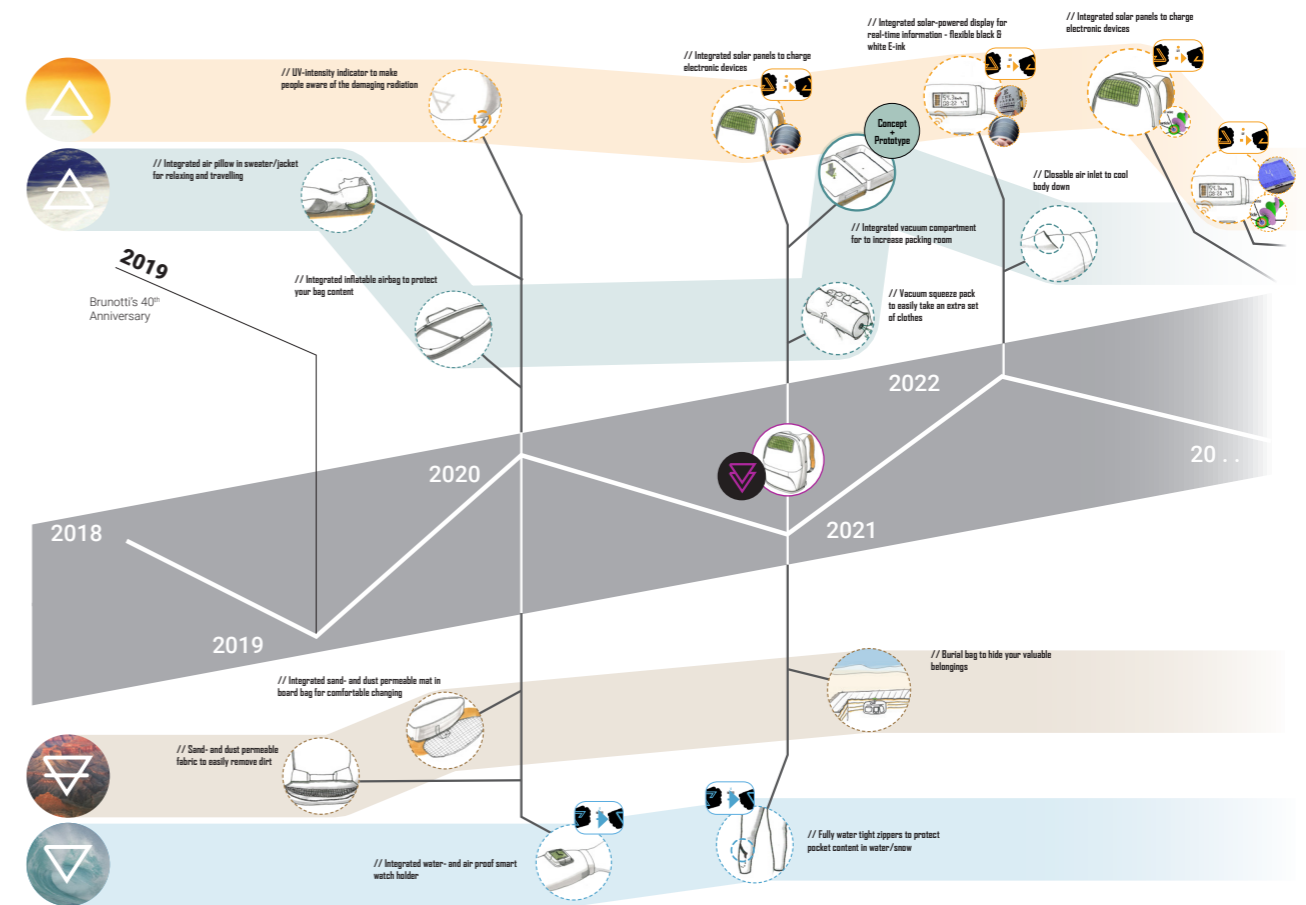 // UV-intensity indicator to make
people aware of the damaging radiation
// Integrated solar panels to charge
electronic devices
// Integrated solar-powered display for
real-time information - flexible black &
white E-ink
// Integrated solar panels to charge
electronic devices
Concept
+
Prototype
// Integrated air pillow in sweater/jacket
for relaxing and travelling
// Closable air inlet to cool
body down
// Integrated vacuum compartment
for to increase packing room
2019
Brunotti's 40th
Anniversary
// Integrated inflatable airbag to protect
your bag content
// Vacuum squeeze pack
to easily take an extra set
of clothes
2018
2019
2020
2021
2022
20 . .
// Integrated sand- and dust permeable mat in
board bag for comfortable changing
// Burial bag to hide your valuable
belongings
// Sand- and dust permeable
fabric to easily remove dirt
// Integrated water- and air proof smart
watch holder
// Fully water tight zippers to protect
pocket content in water/snow